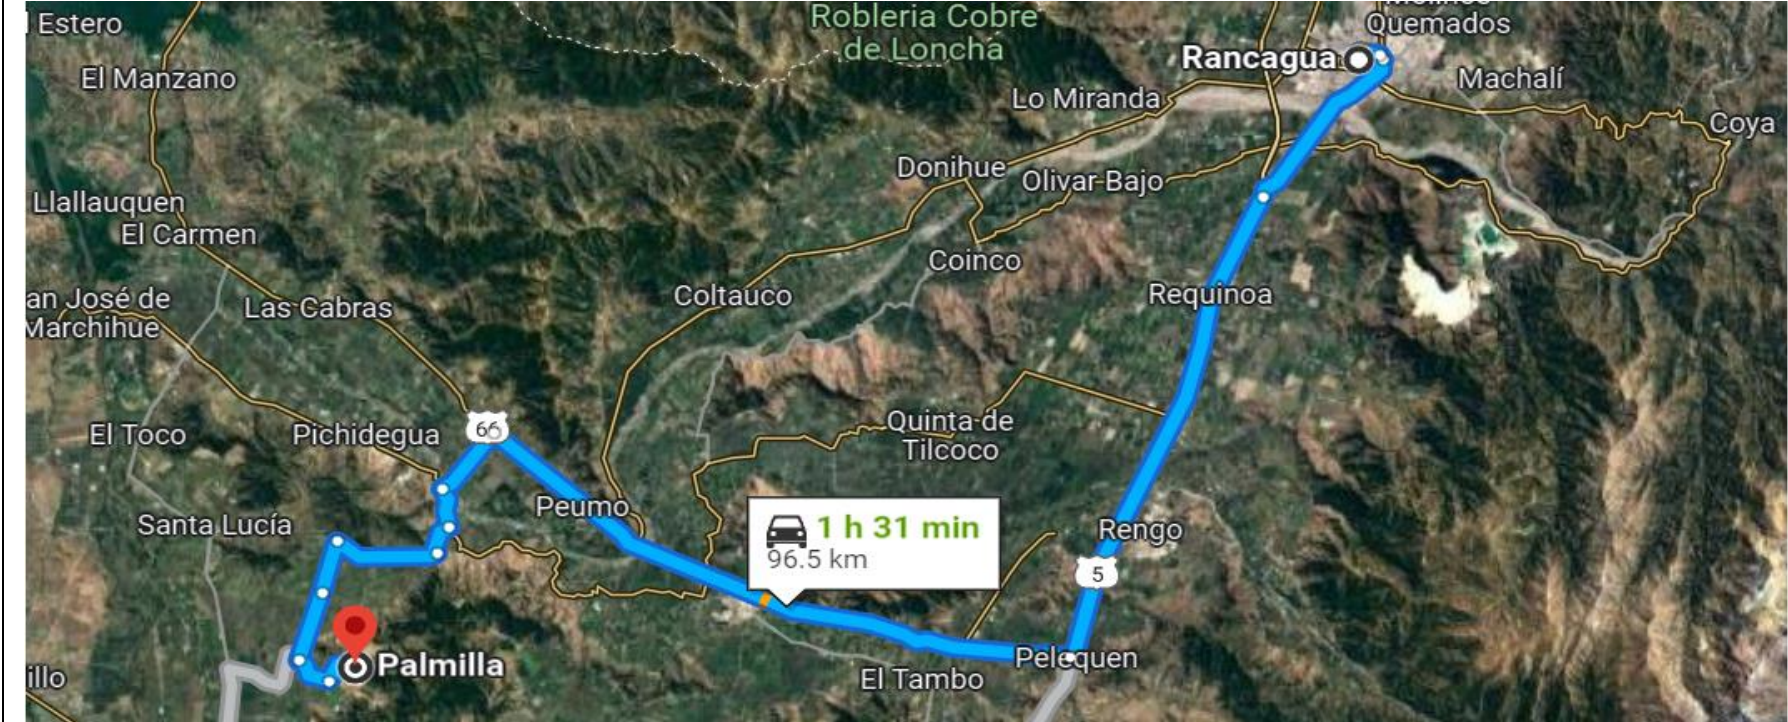 Quemados
l Estero
Robleria Cobre
de Loncha
Rancagua
El Manzano
Machalí
Lo Miranda
Coya
Donihue
Olivar Bajo
Llallauquen
El Carmen
Coinco
Coltauco
Requinoa
an José de
Marchihue
Las Cabras
Quinta de
Tilcoco
El Toco
Pichidegua
66
Peumo
Santa Lucía
1 h 31 min
96.5 km
Rengo
5
Palmilla
Pelequen
El Tambo
illo